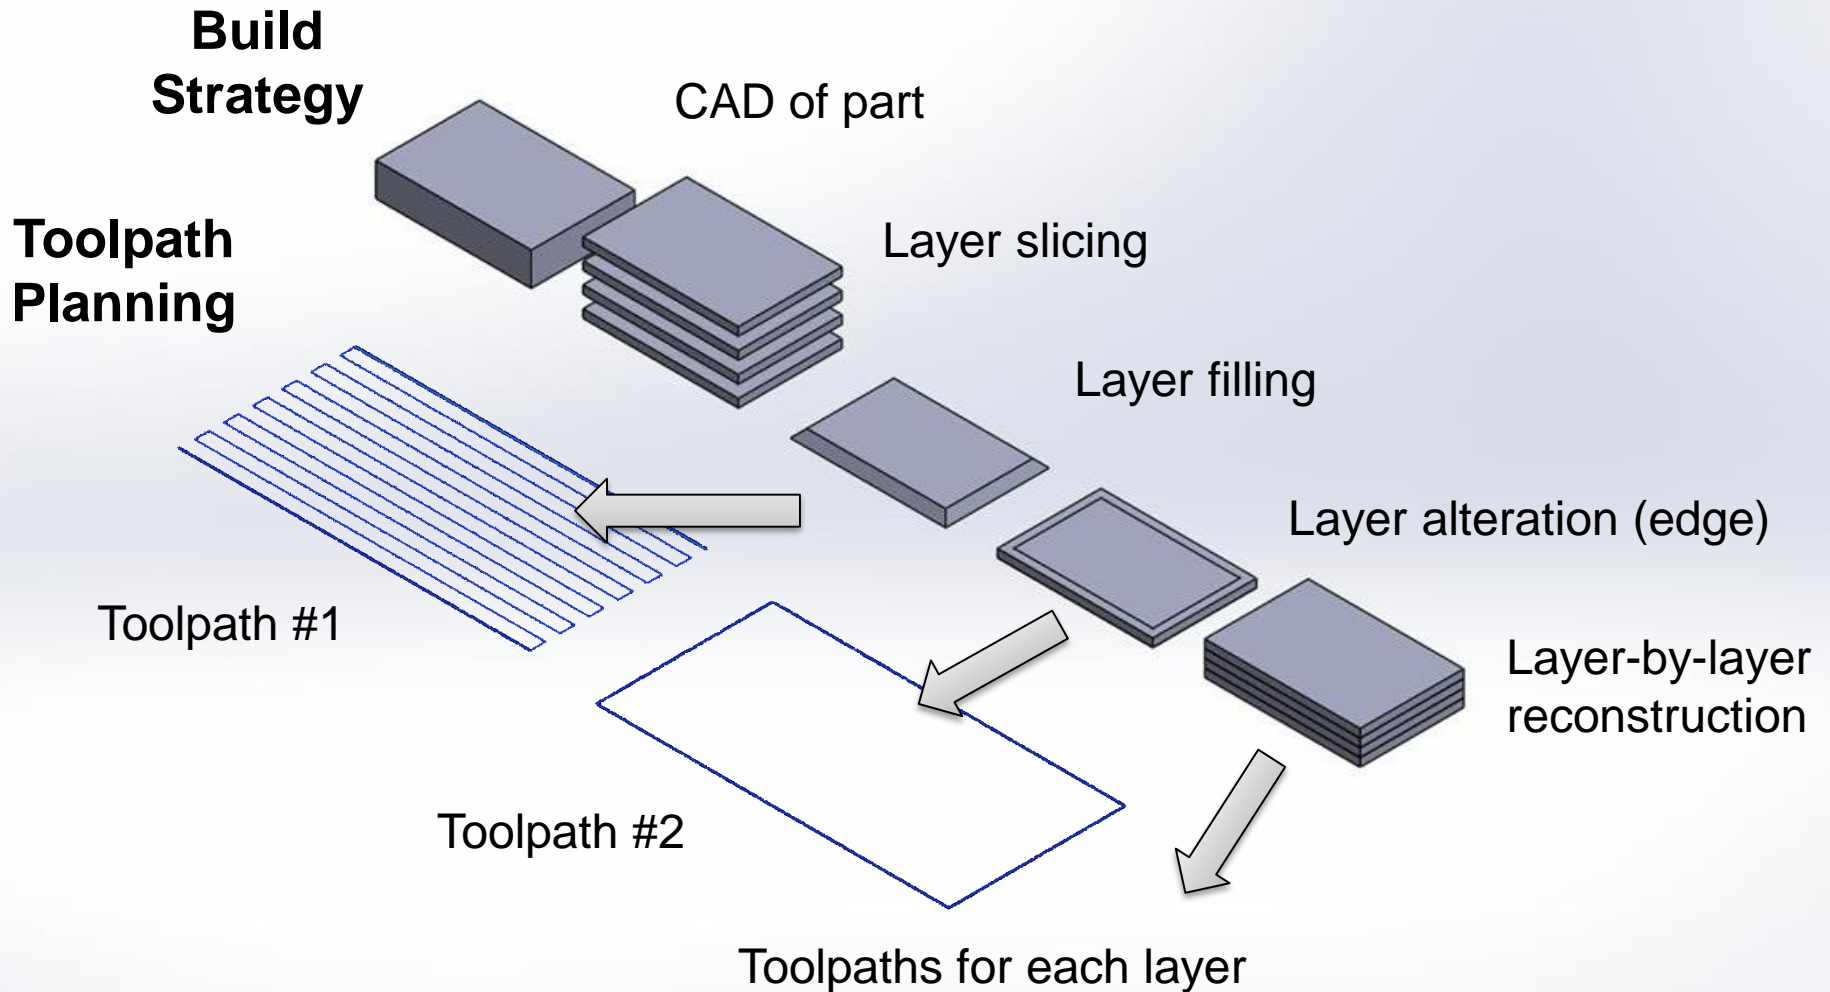 Build
Strategy
CAD of part
Toolpath
Planning
Layer slicing
Layer filling
Layer alteration (edge)
Toolpath #1
Layer-by-layer
reconstruction
Toolpath #2
Toolpaths for each layer